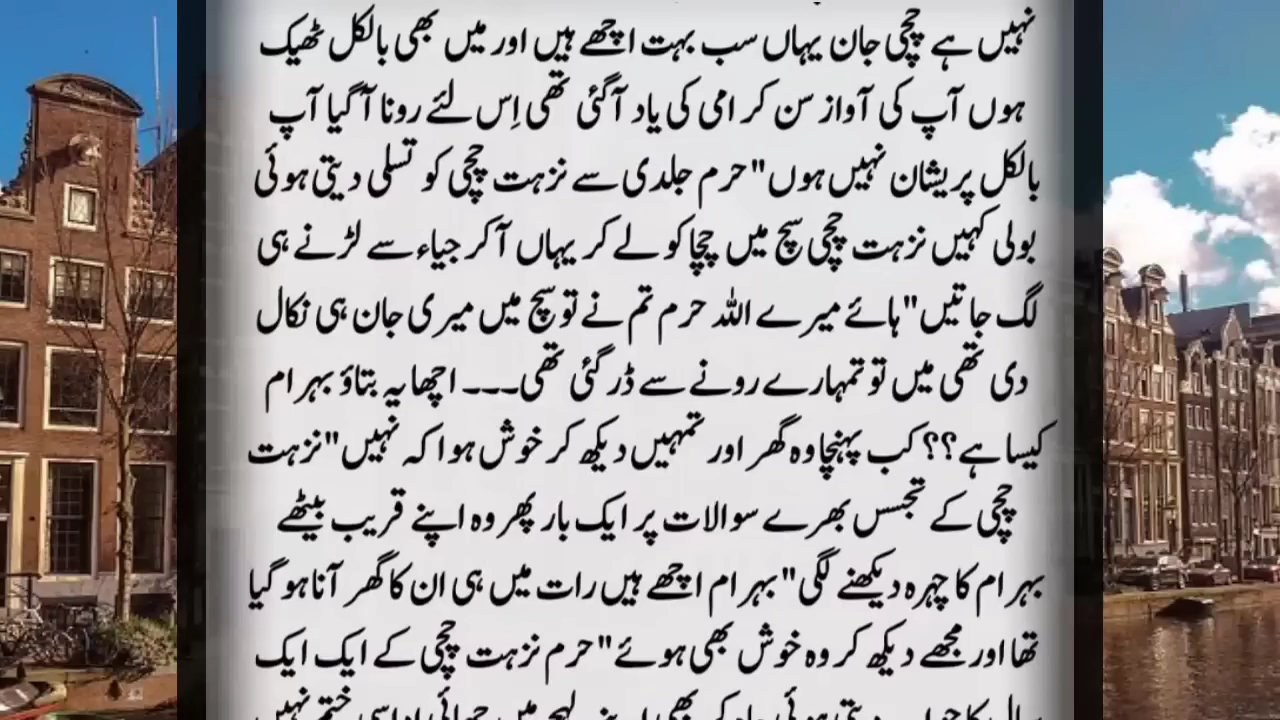 نہیں ہے چچی جان یہاں سب بہت اچھے ہیں اور میں بھی بالکل ٹھیک
ہوں آپ کی آواز سن کر امی کی یاد آگئی تھی اِس لئے رونا آگیا آپ
بالکل پریشان نہیں ہوں" حرم جلدی سے نزہت چچی کو تسلی دیتی ہوئی
بولی کہیں نزہت چچی سچ میں چچا کو لے کر یہاں آکر جیاء سے لڑنے ہی
لگ جاتیں" ہائے میرے اللہ حرم تم نے تو سچ میں میری جان ہی نکال
دی تھی میں تو تمہارے رونے سے ڈر گئی تھی۔۔۔ اچھا یہ بتاؤ بہرام
کیسا ہے؟؟ کب پہنچا وہ گھر اور تمہیں دیکھ کر خوش ہوا کہ نہیں" نزہت
چچی کے تجسس بھرے سوالات پر ایک بار پھر وہ اپنے قریب بیٹھے
بہرام کا چہرہ دیکھنے لگی" بہرام اچھے ہیں رات میں ہی ان کا گھر آنا ہو گیا
تھا اور مجھے دیکھ کر وہ خوش بھی ہوئے" حرم نزہت چچی کے ایک ایک